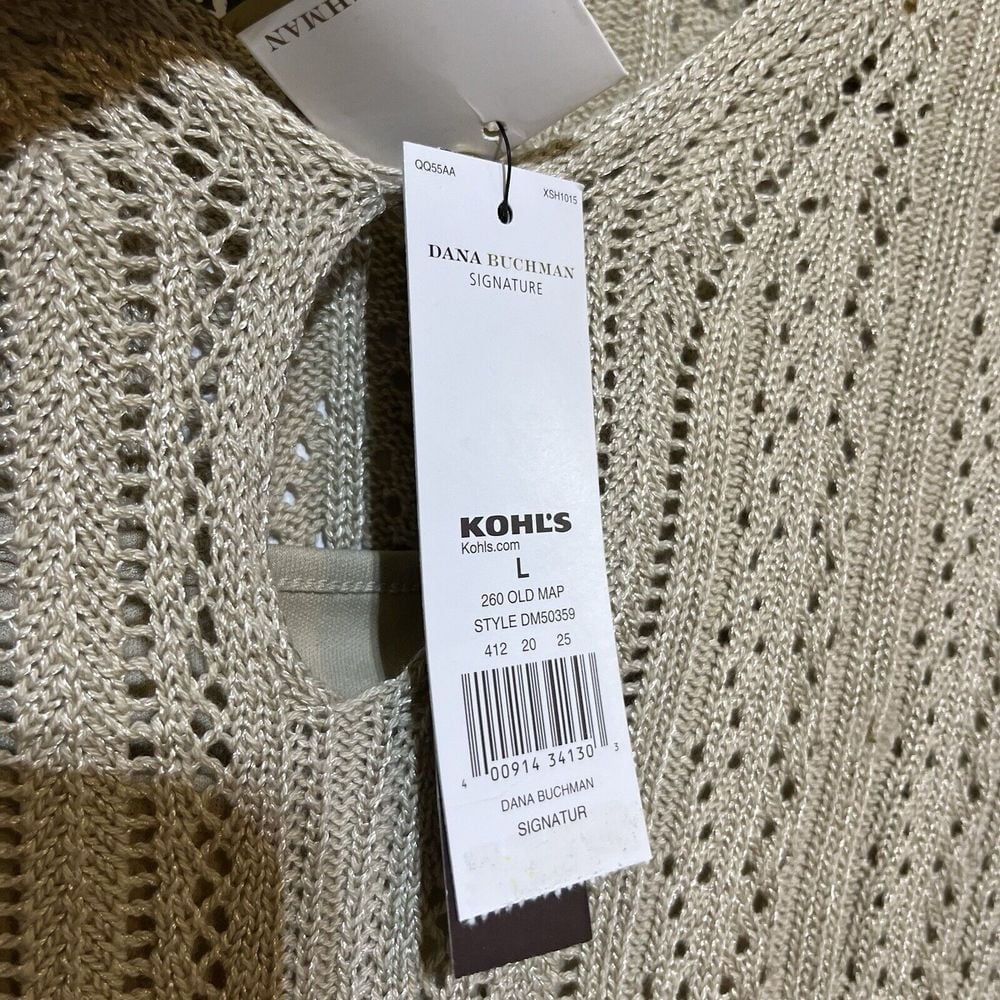 BUCHMAN
QQ55AA
XSH1015
DANA BUCHMAN
SIGNATURE
KOHL'S
Kohls.com
L
260 OLD MAP
STYLE DM50359
412 20 25
4 00914 34130 3
DANA BUCHMAN
SIGNATUR